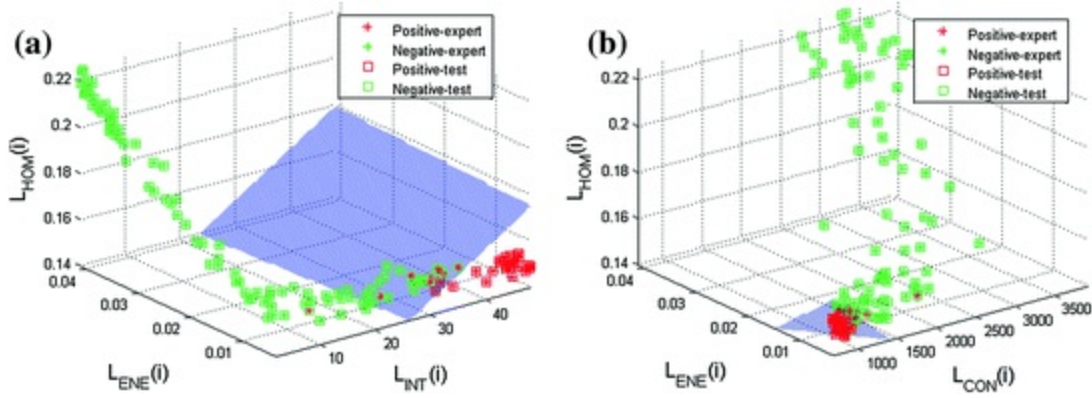 (a)
Positive-expert
Negative-expert
Positive-test
Negative-test
0.22
0.2
0.18
0.16
0.14
L_HOM(i)
0.04
0.03
0.02
0.01
L_ENE(i)
10
20
30
40
L_INT(i)
(b)
Positive-expert
Negative-expert
Positive-test
Negative-test
0.22
0.2
0.18
0.16
0.14
L_HOM(i)
0.04
0.03
0.02
0.01
L_ENE(i)
1000
1500
2000
2500
3000
3500
L_CON(i)